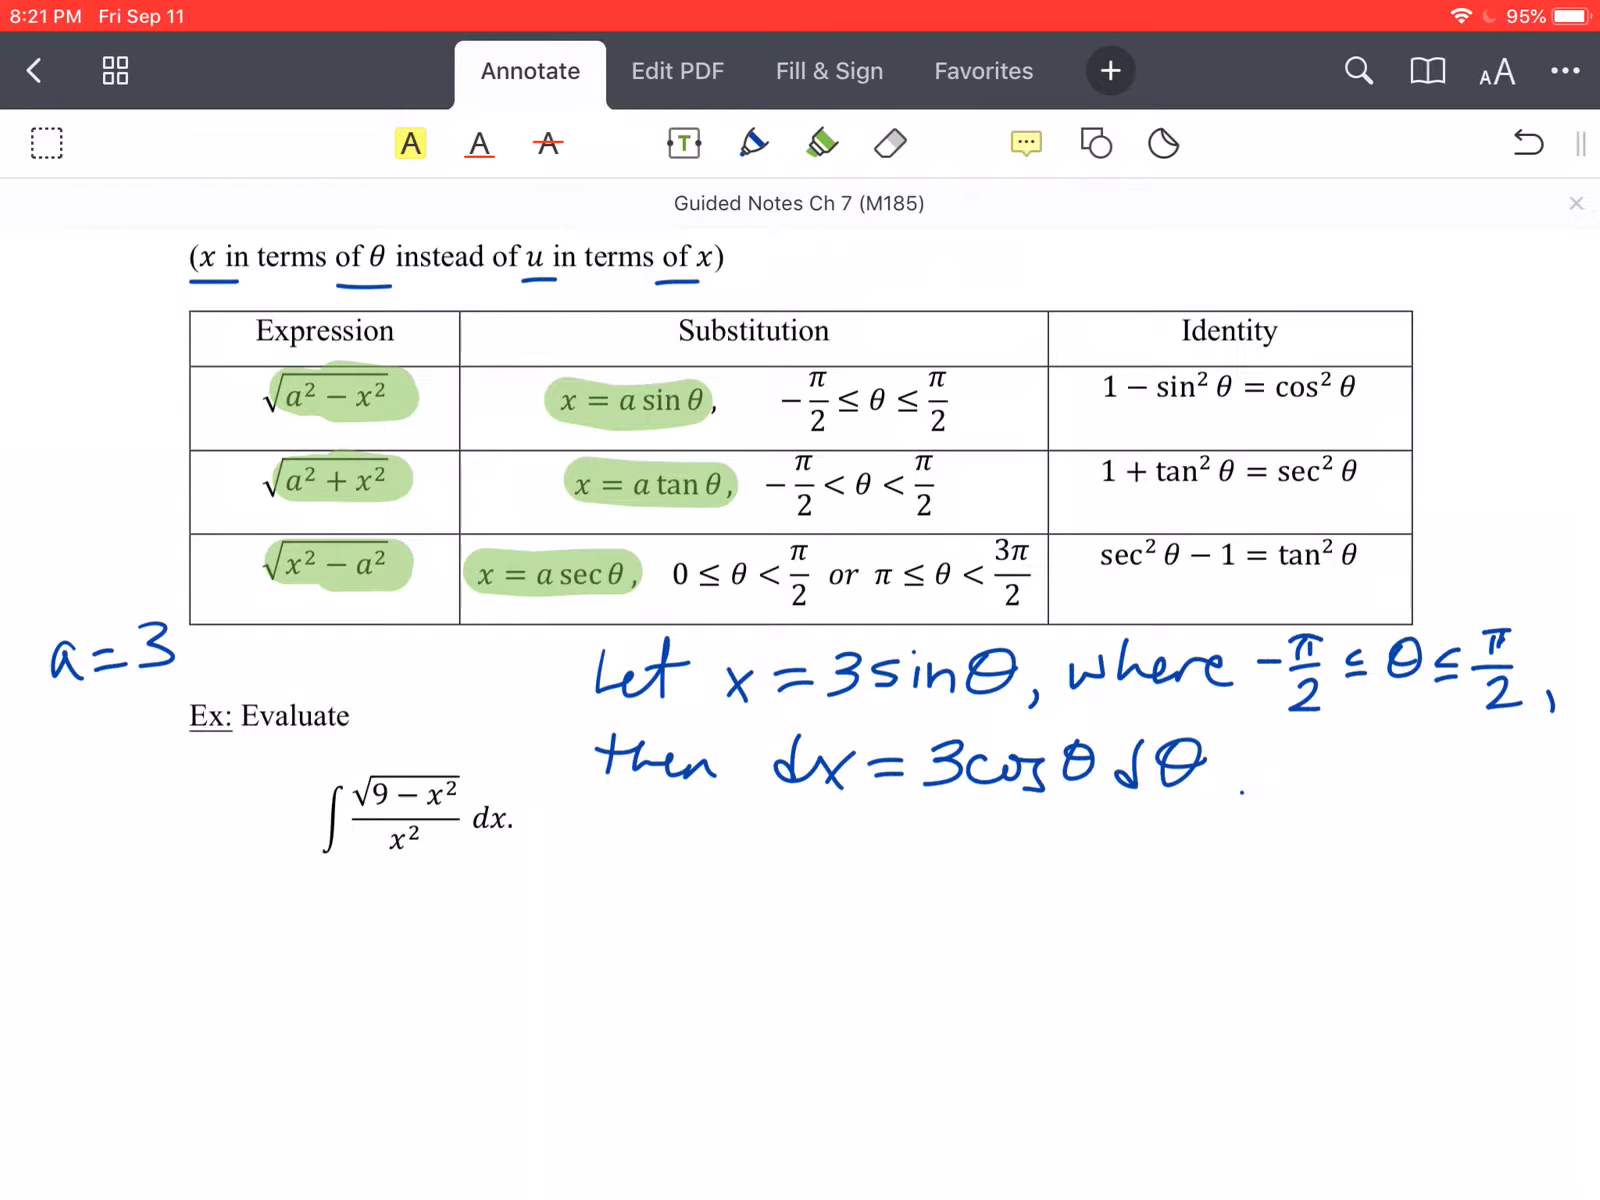 8:21 PM Fri Sep 11 95%
Annotate Edit PDF Fill & Sign Favorites +
A A A T AA
Guided Notes Ch 7 (M185)
(x in terms of θ instead of u in terms of x)
Expression Substitution Identity
√(a² − x²) x = a sin θ, −π/2 ≤ θ ≤ π/2 1 − sin² θ = cos² θ
√(a² + x²) x = a tan θ, −π/2 < θ < π/2 1 + tan² θ = sec² θ
√(x² − a²) x = a sec θ, 0 ≤ θ < π/2 or π ≤ θ < 3π/2 sec² θ − 1 = tan² θ
a=3
Let x = 3sinθ, where −π/2 ≤ θ ≤ π/2,
Ex: Evaluate
then dx = 3cosθ dθ.
∫ √(9 − x²)/x² dx.